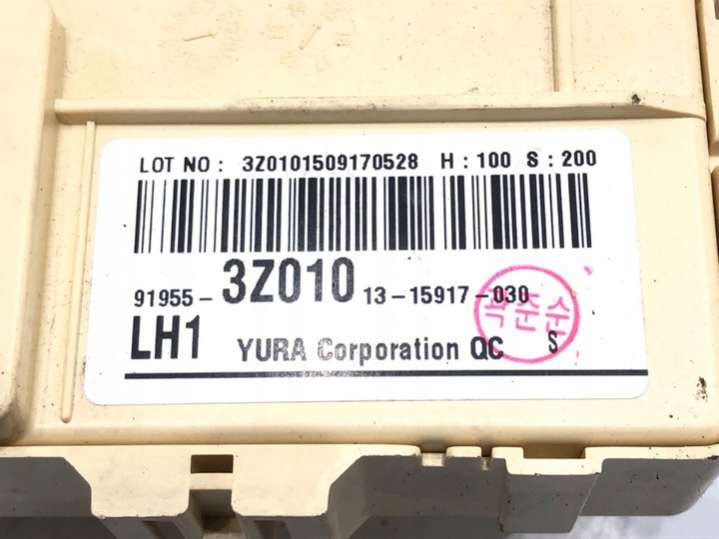 LOT NO : 3Z0101509170528 H : 100 S : 200
91955 - 3Z010 13-15917-030
LH1 YURA Corporation QC S